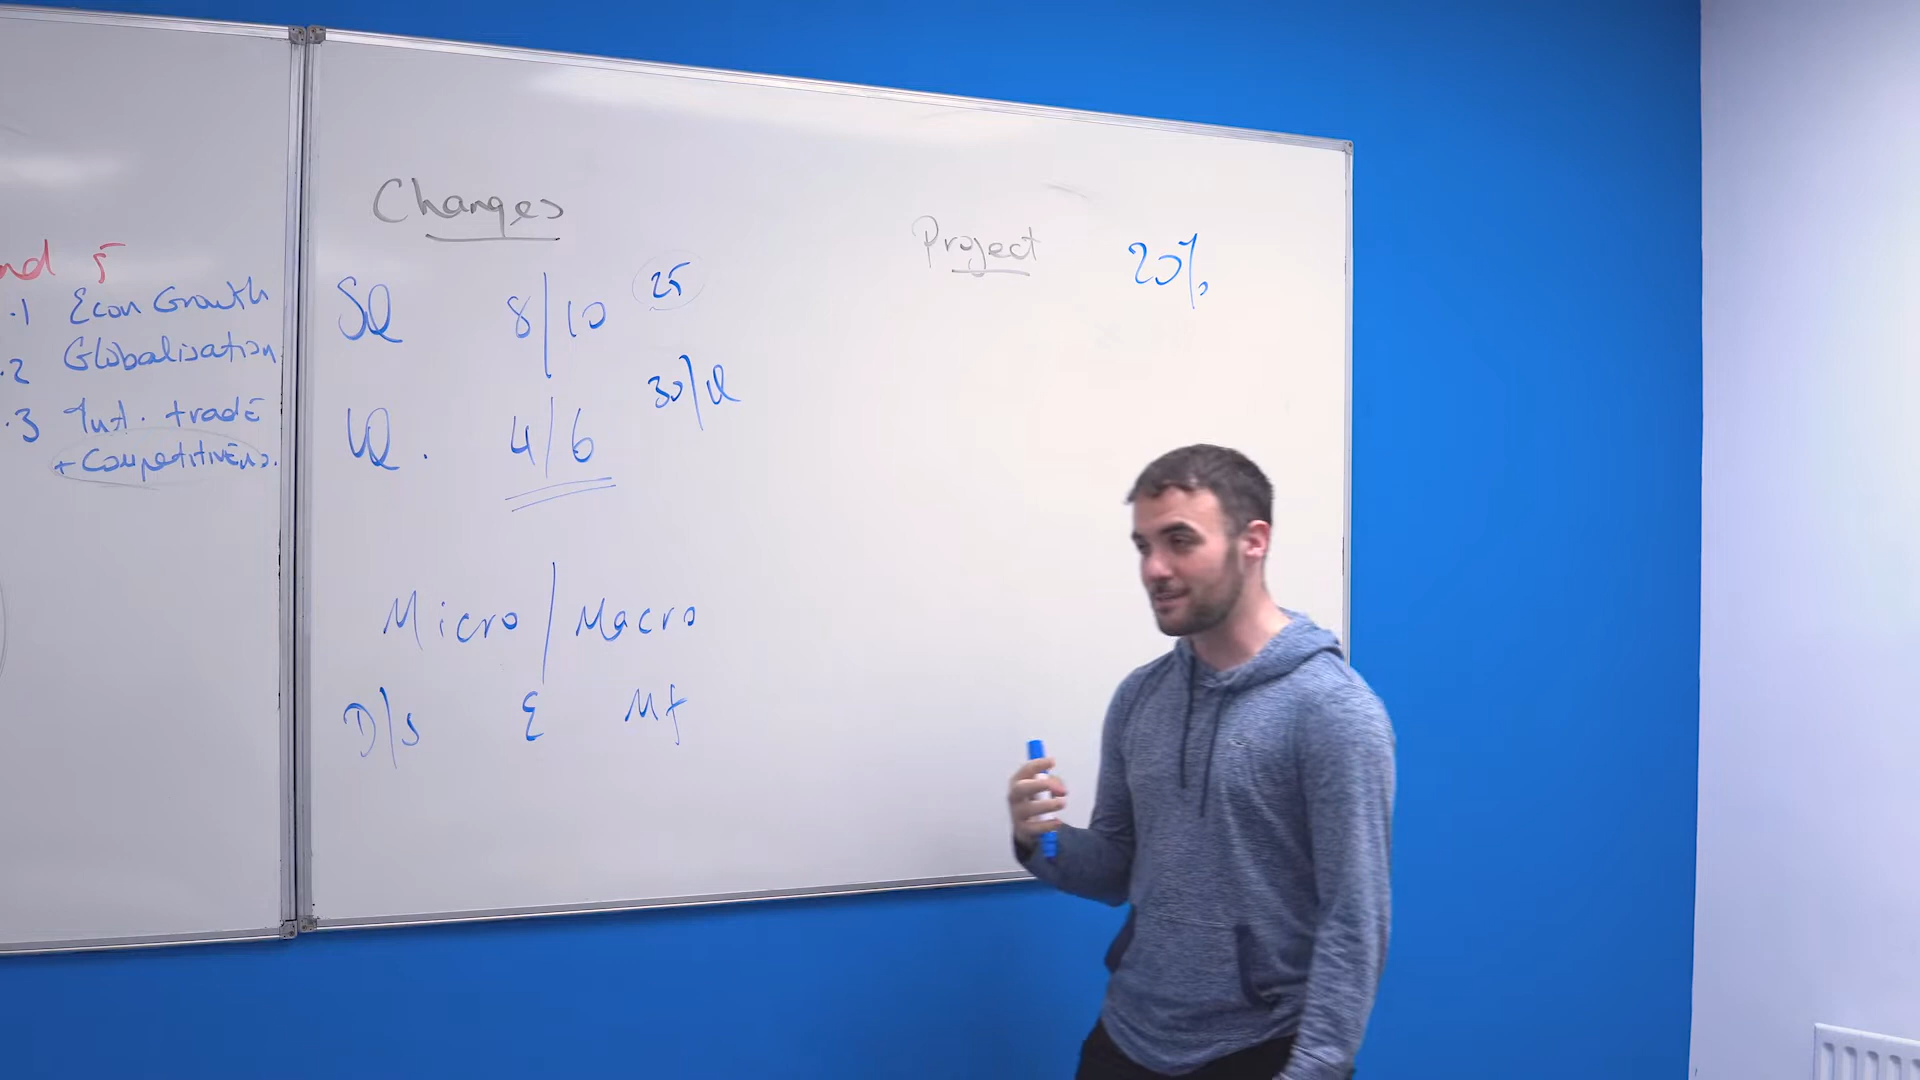 nd 5
.1 Econ Growth
.2 Globalisation
.3 Int. trade
+ Competitiveness.
Changes
SQ 8/10 25
LQ. 4/6 30/Q
Micro/Macro
D/S E Mf
Project 20%